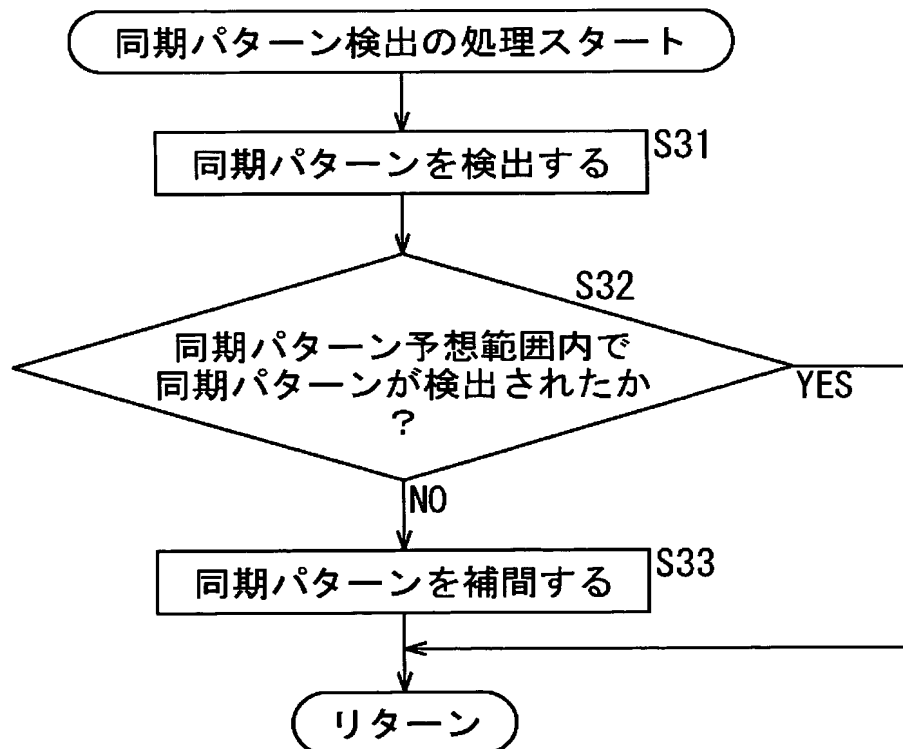 同期パターン検出の処理スタート
同期パターンを検出する
S31
S32
同期パターン予想範囲内で
同期パターンが検出されたか
?
YES
NO
同期パターンを補間する
S33
リターン